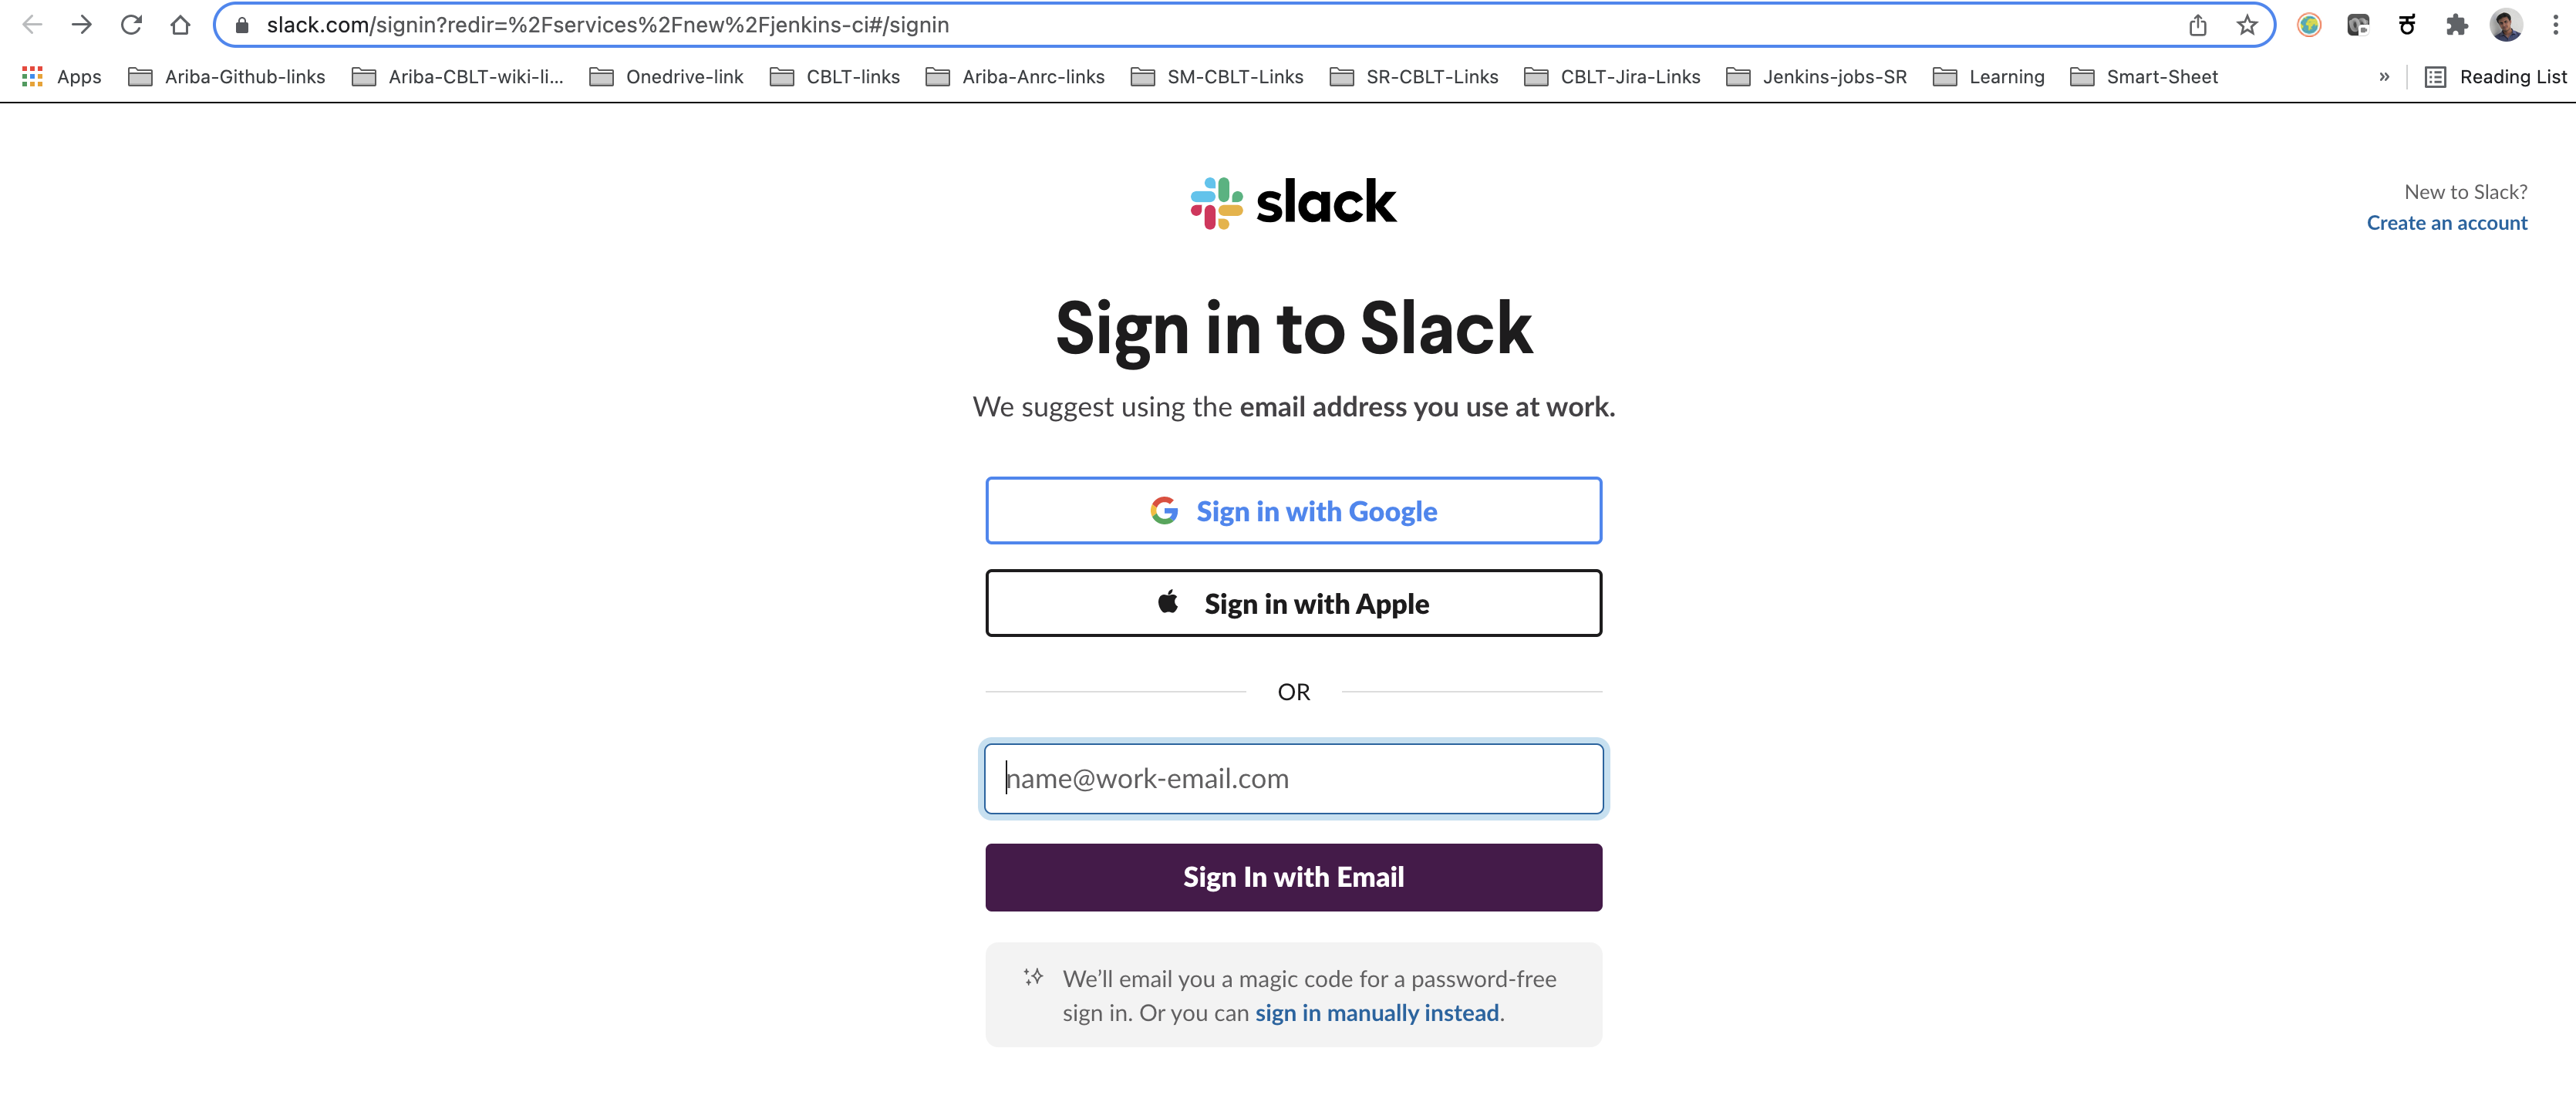 slack.com/signin?redir=%2Fservices%2Fnew%2Fjenkins-ci#/signin
Apps Ariba-Github-links Ariba-CBLT-wiki-li... Onedrive-link CBLT-links Ariba-Anrc-links SM-CBLT-Links SR-CBLT-Links CBLT-Jira-Links Jenkins-jobs-SR Learning Smart-Sheet » Reading List
slack
New to Slack?
Create an account
Sign in to Slack
We suggest using the email address you use at work.
G Sign in with Google
Sign in with Apple
OR
name@work-email.com
Sign In with Email
We’ll email you a magic code for a password-free
sign in. Or you can sign in manually instead.